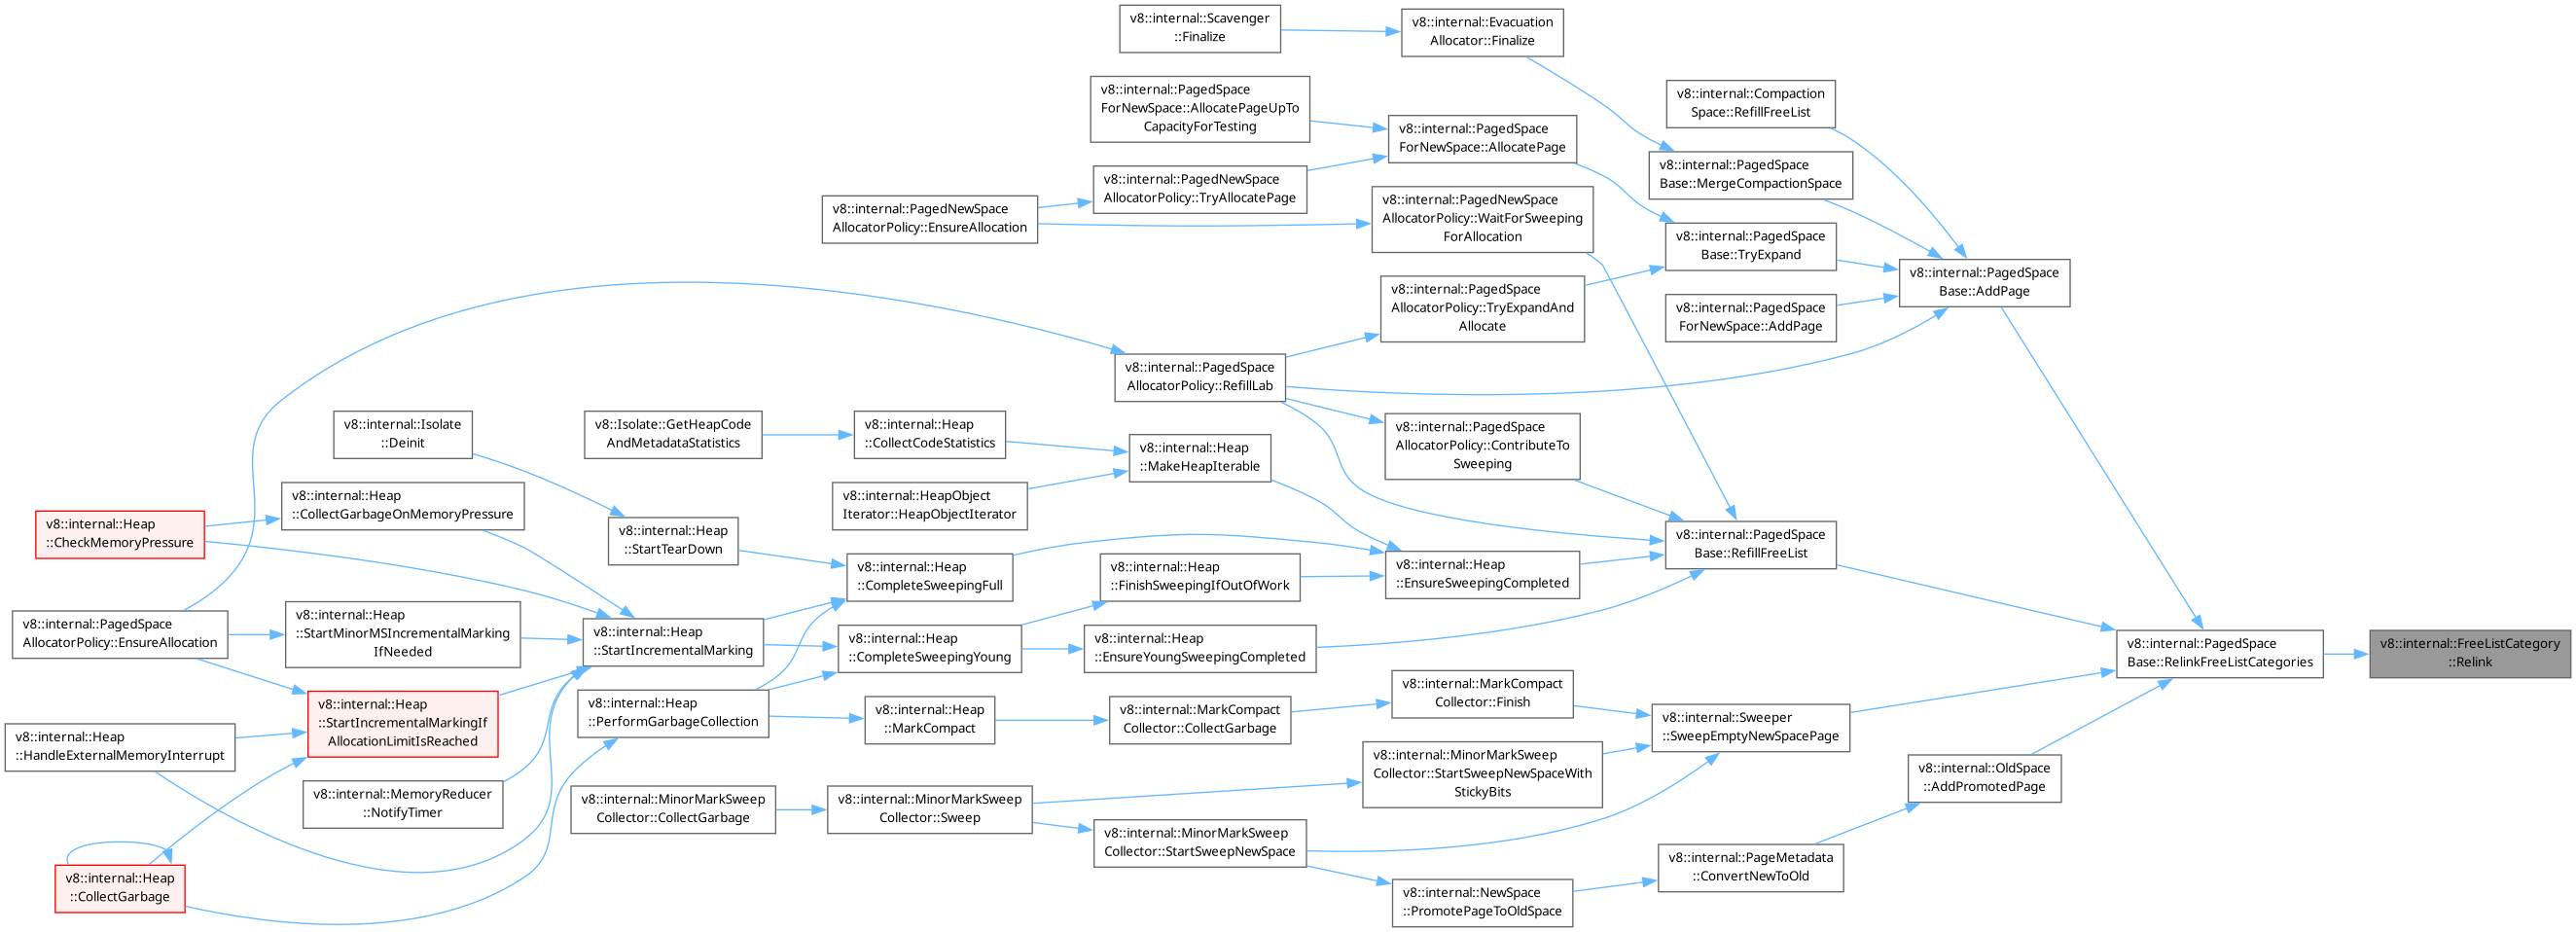 v8::internal::Scavenger
::Finalize
v8::internal::Evacuation
Allocator::Finalize
v8::internal::PagedSpace
ForNewSpace::AllocatePageUpTo
CapacityForTesting
v8::internal::Compaction
Space::RefillFreeList
v8::internal::PagedSpace
ForNewSpace::AllocatePage
v8::internal::PagedSpace
Base::MergeCompactionSpace
v8::internal::PagedNewSpace
AllocatorPolicy::TryAllocatePage
v8::internal::PagedNewSpace
AllocatorPolicy::EnsureAllocation
v8::internal::PagedNewSpace
AllocatorPolicy::WaitForSweeping
ForAllocation
v8::internal::PagedSpace
Base::TryExpand
v8::internal::PagedSpace
Base::AddPage
v8::internal::PagedSpace
AllocatorPolicy::TryExpandAnd
Allocate
v8::internal::PagedSpace
ForNewSpace::AddPage
v8::internal::PagedSpace
AllocatorPolicy::RefillLab
v8::internal::Isolate
::Deinit
v8::Isolate::GetHeapCode
AndMetadataStatistics
v8::internal::Heap
::CollectCodeStatistics
v8::internal::Heap
::MakeHeapIterable
v8::internal::PagedSpace
AllocatorPolicy::ContributeTo
Sweeping
v8::internal::Heap
::CollectGarbageOnMemoryPressure
v8::internal::HeapObject
Iterator::HeapObjectIterator
v8::internal::Heap
::CheckMemoryPressure
v8::internal::Heap
::StartTearDown
v8::internal::PagedSpace
Base::RefillFreeList
v8::internal::Heap
::CompleteSweepingFull
v8::internal::Heap
::FinishSweepingIfOutOfWork
v8::internal::Heap
::EnsureSweepingCompleted
v8::internal::PagedSpace
AllocatorPolicy::EnsureAllocation
v8::internal::Heap
::StartMinorMSIncrementalMarking
IfNeeded
v8::internal::Heap
::StartIncrementalMarking
v8::internal::Heap
::CompleteSweepingYoung
v8::internal::Heap
::EnsureYoungSweepingCompleted
v8::internal::PagedSpace
Base::RelinkFreeListCategories
v8::internal::FreeListCategory
::Relink
v8::internal::Heap
::StartIncrementalMarkingIf
AllocationLimitIsReached
v8::internal::Heap
::PerformGarbageCollection
v8::internal::Heap
::MarkCompact
v8::internal::MarkCompact
Collector::CollectGarbage
v8::internal::MarkCompact
Collector::Finish
v8::internal::Sweeper
::SweepEmptyNewSpacePage
v8::internal::Heap
::HandleExternalMemoryInterrupt
v8::internal::MinorMarkSweep
Collector::StartSweepNewSpaceWith
StickyBits
v8::internal::OldSpace
::AddPromotedPage
v8::internal::MemoryReducer
::NotifyTimer
v8::internal::MinorMarkSweep
Collector::CollectGarbage
v8::internal::MinorMarkSweep
Collector::Sweep
v8::internal::MinorMarkSweep
Collector::StartSweepNewSpace
v8::internal::PageMetadata
::ConvertNewToOld
v8::internal::Heap
::CollectGarbage
v8::internal::NewSpace
::PromotePageToOldSpace